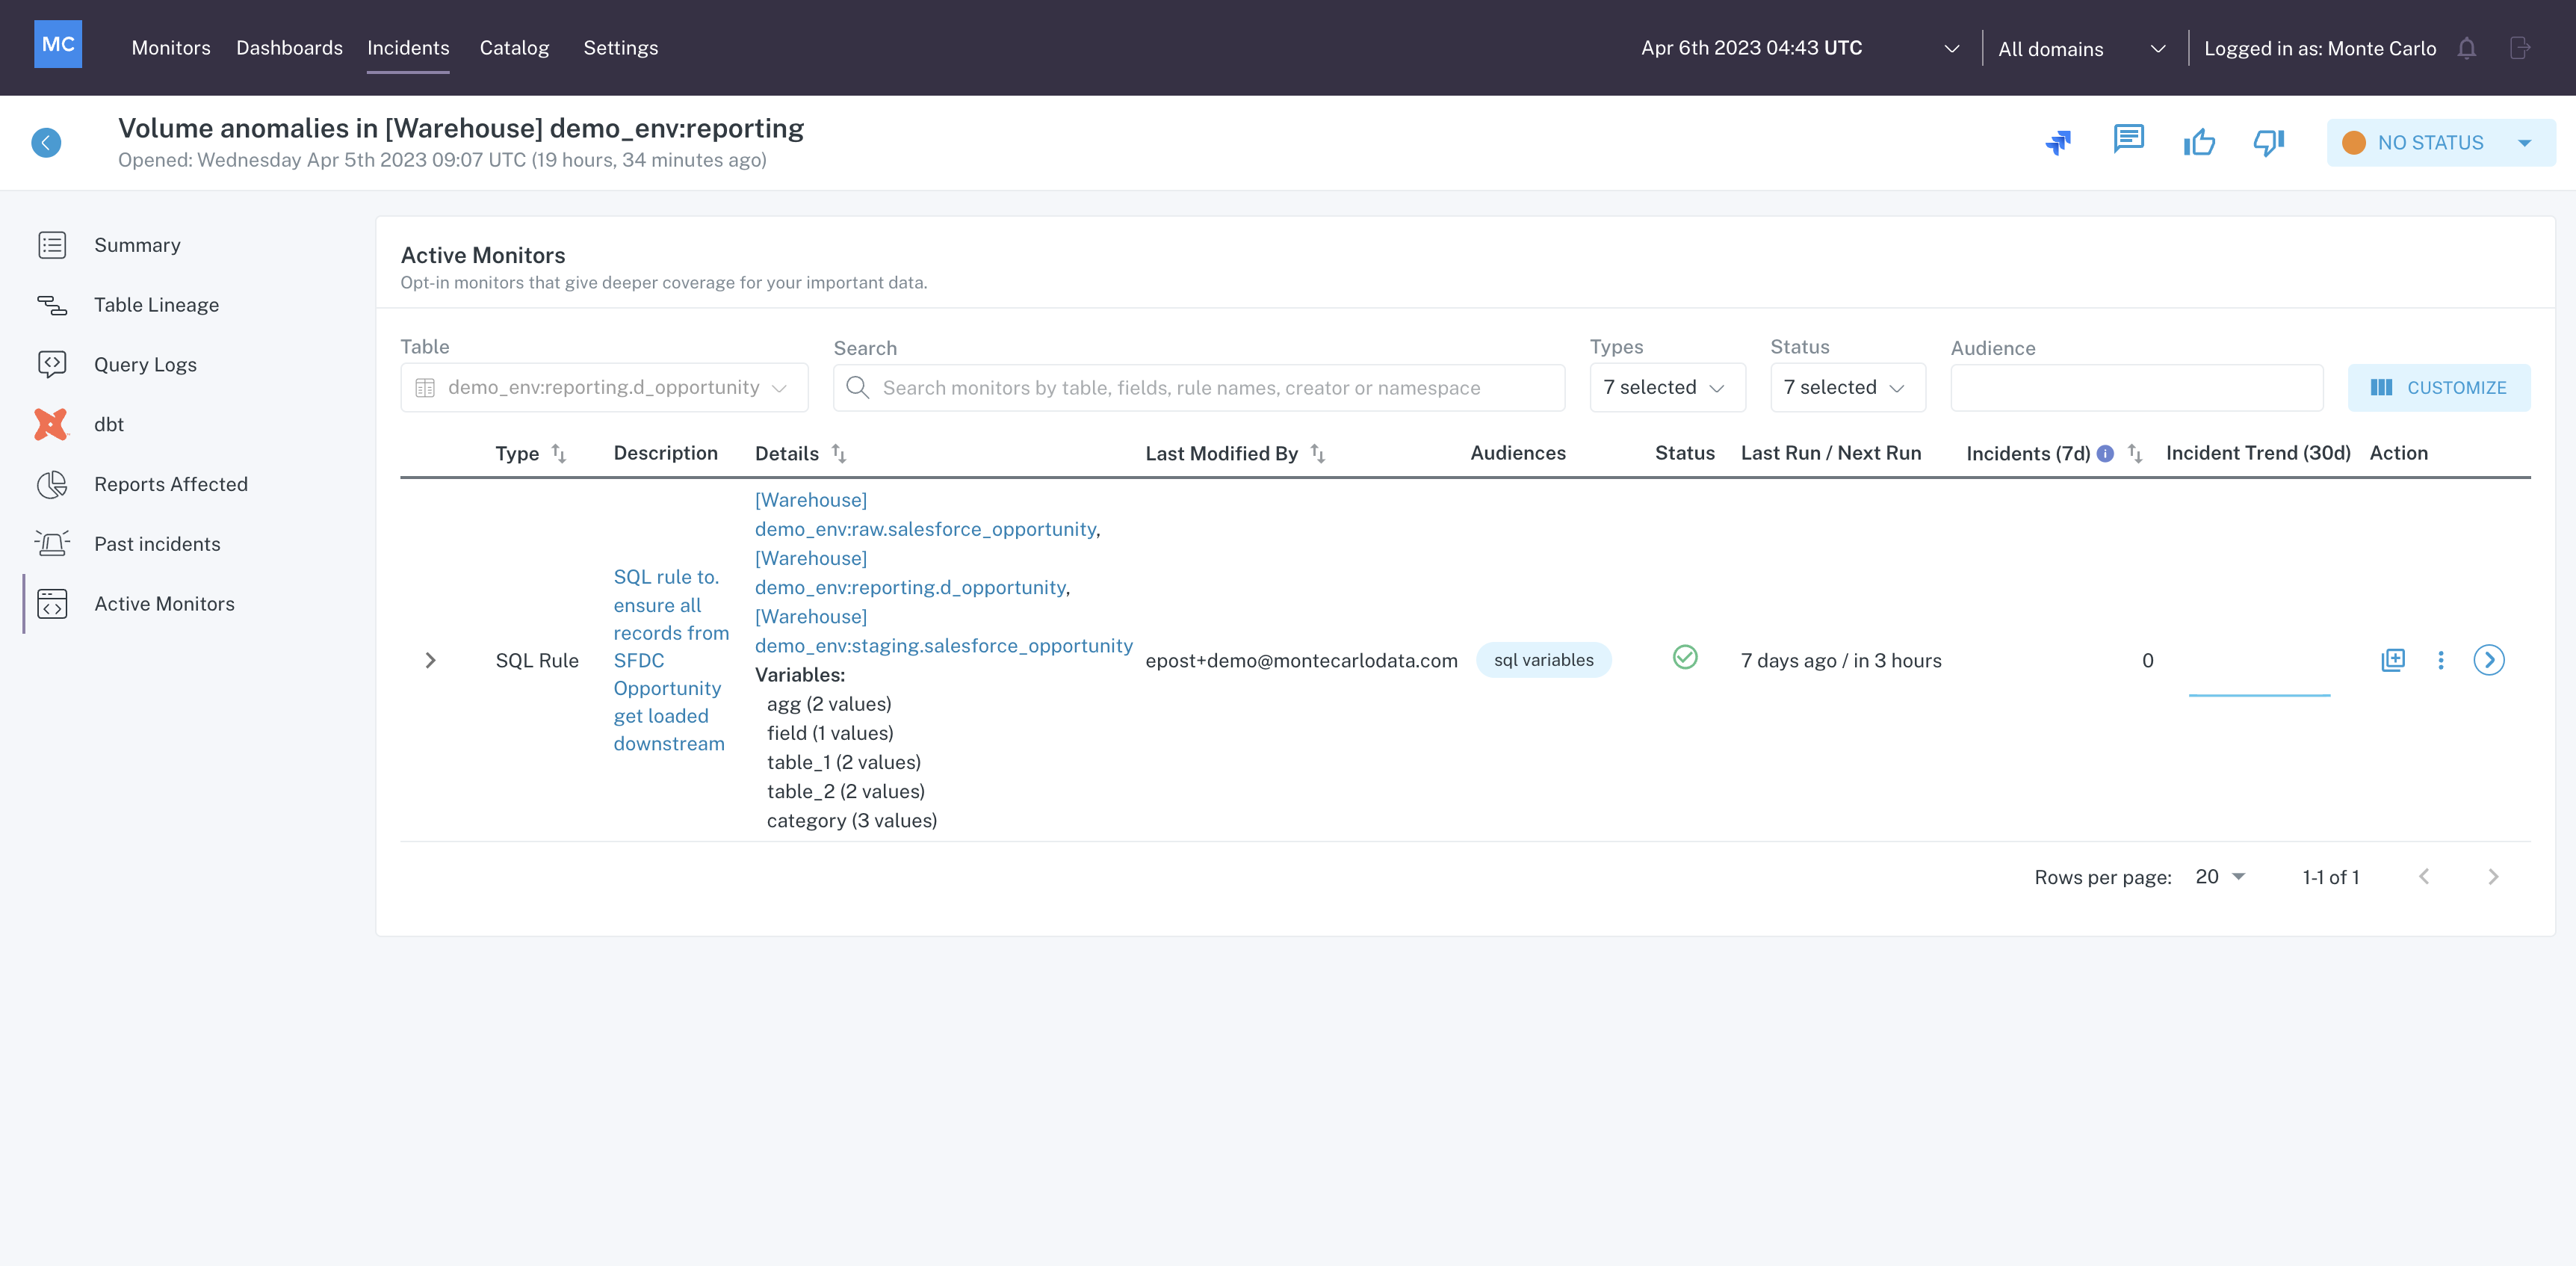 MC
Monitors Dashboards Incidents Catalog Settings
Apr 6th 2023 04:43 UTC
All domains
Logged in as: Monte Carlo
Volume anomalies in [Warehouse] demo_env:reporting
Opened: Wednesday Apr 5th 2023 09:07 UTC (19 hours, 34 minutes ago)
NO STATUS
Summary
Table Lineage
Query Logs
dbt
Reports Affected
Past incidents
Active Monitors
Active Monitors
Opt-in monitors that give deeper coverage for your important data.
Table
demo_env:reporting.d_opportunity
Search
Search monitors by table, fields, rule names, creator or namespace
Types
7 selected
Status
7 selected
Audience
CUSTOMIZE
Type Description Details Last Modified By Audiences Status Last Run / Next Run Incidents (7d) i Incident Trend (30d) Action
SQL Rule
SQL rule to.
ensure all
records from
SFDC
Opportunity
get loaded
downstream
[Warehouse]
demo_env:raw.salesforce_opportunity,
[Warehouse]
demo_env:reporting.d_opportunity,
[Warehouse]
demo_env:staging.salesforce_opportunity
Variables:
agg (2 values)
field (1 values)
table_1 (2 values)
table_2 (2 values)
category (3 values)
epost+demo@montecarlodata.com
sql variables
7 days ago / in 3 hours
0
Rows per page: 20 1-1 of 1